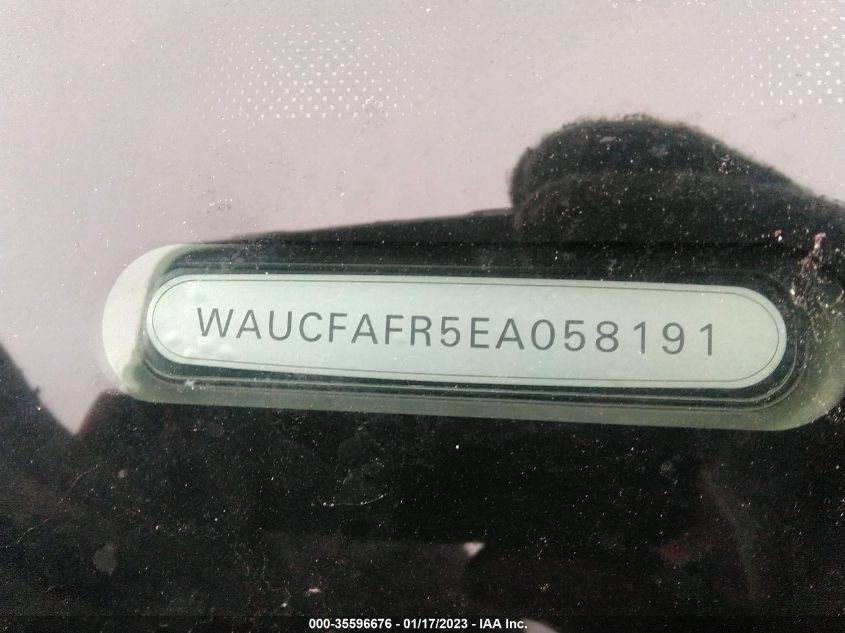 WAUCFAFR5EA058191
000-35596676 - 01/17/2023 - IAA Inc.